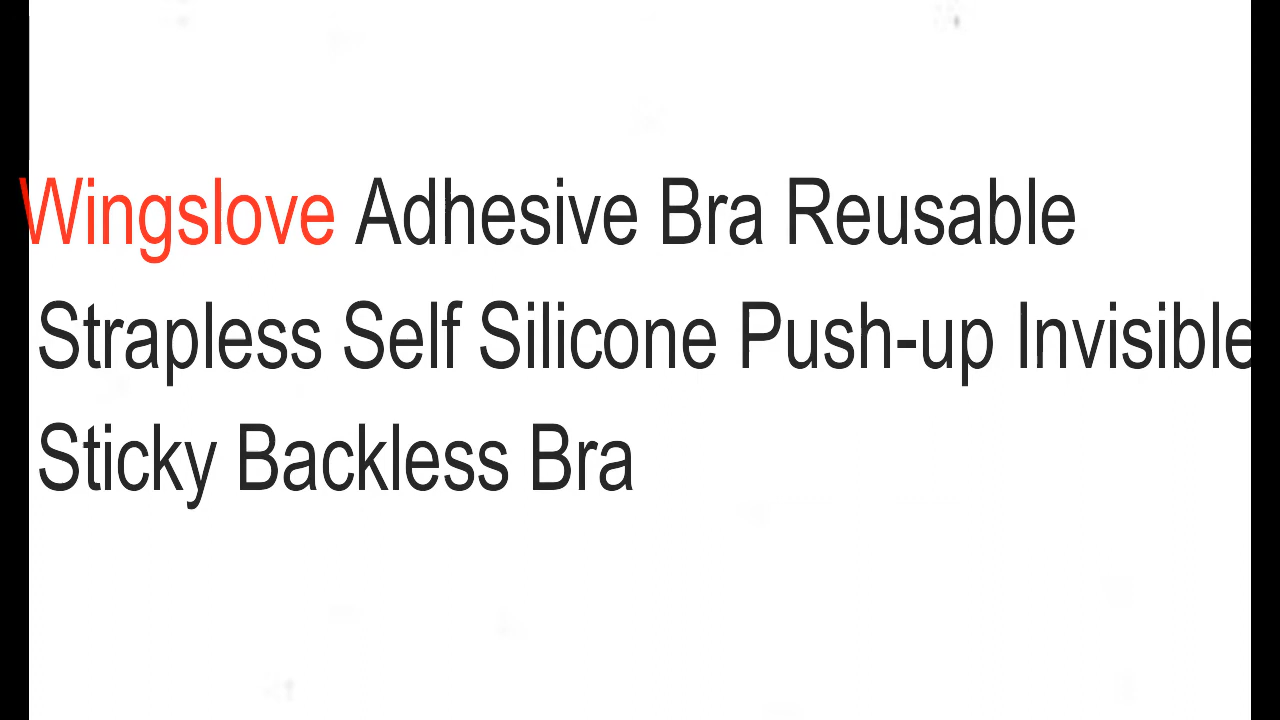 Wingslove Adhesive Bra Reusable
Strapless Self Silicone Push-up Invisible
Sticky Backless Bra